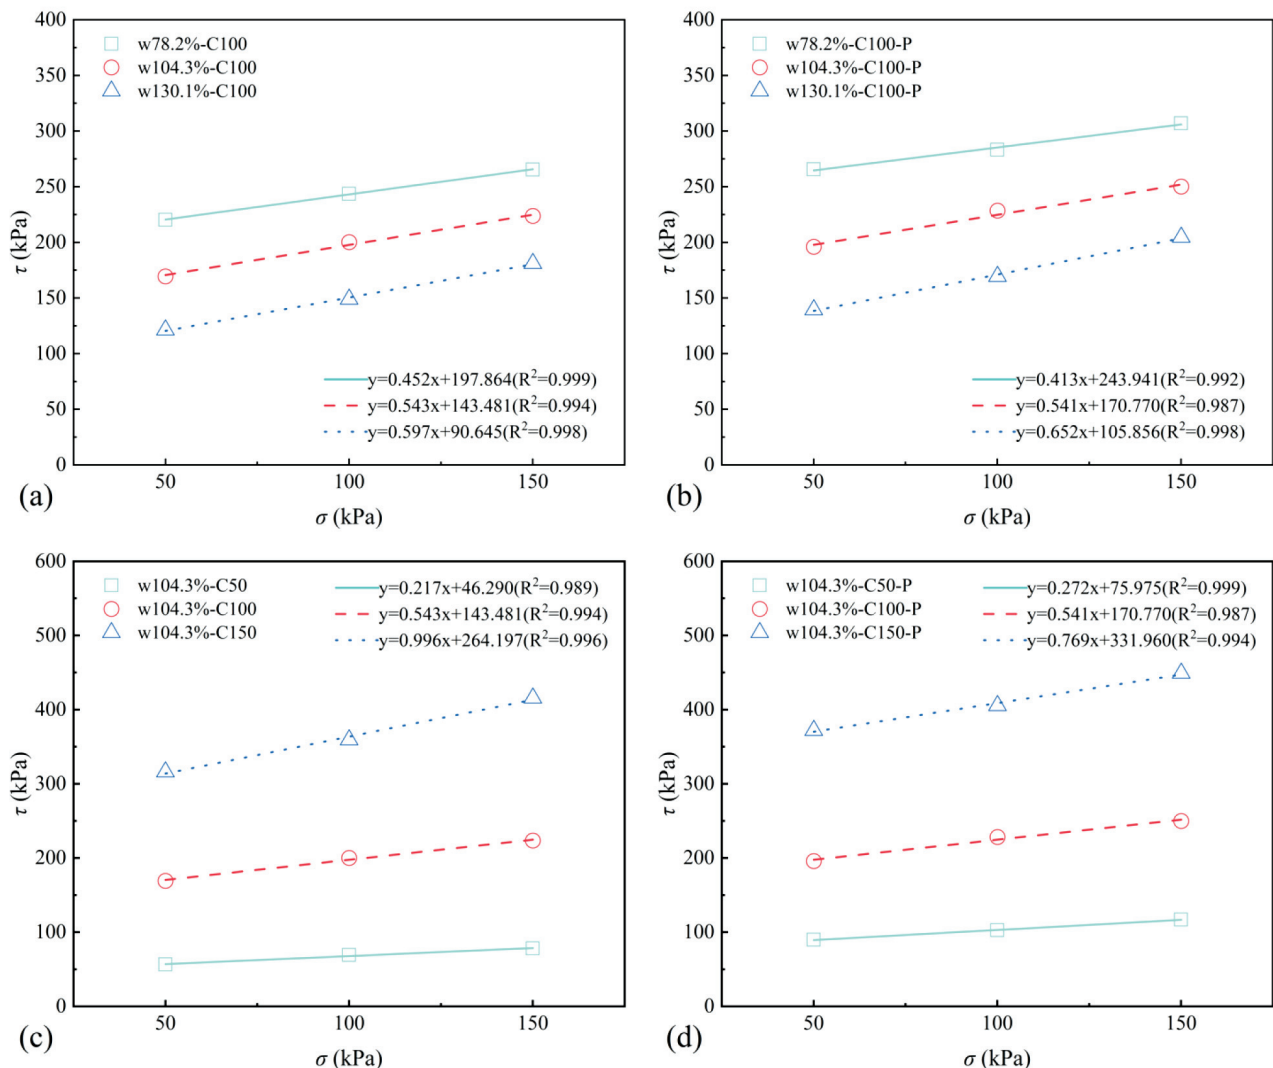 400
350
300
250
200
150
100
50
0
τ (kPa)
w78.2%-C100
w104.3%-C100
w130.1%-C100
y=0.452x+197.864(R²=0.999)
y=0.543x+143.481(R²=0.994)
y=0.597x+90.645(R²=0.998)
50 100 150
(a)
σ (kPa)
400
350
300
250
200
150
100
50
0
τ (kPa)
w78.2%-C100-P
w104.3%-C100-P
w130.1%-C100-P
y=0.413x+243.941(R²=0.992)
y=0.541x+170.770(R²=0.987)
y=0.652x+105.856(R²=0.998)
50 100 150
(b)
σ (kPa)
600
500
400
300
200
100
0
τ (kPa)
w104.3%-C50
w104.3%-C100
w104.3%-C150
y=0.217x+46.290(R²=0.989)
y=0.543x+143.481(R²=0.994)
y=0.996x+264.197(R²=0.996)
50 100 150
(c)
σ (kPa)
600
500
400
300
200
100
0
τ (kPa)
w104.3%-C50-P
w104.3%-C100-P
w104.3%-C150-P
y=0.272x+75.975(R²=0.999)
y=0.541x+170.770(R²=0.987)
y=0.769x+331.960(R²=0.994)
50 100 150
(d)
σ (kPa)